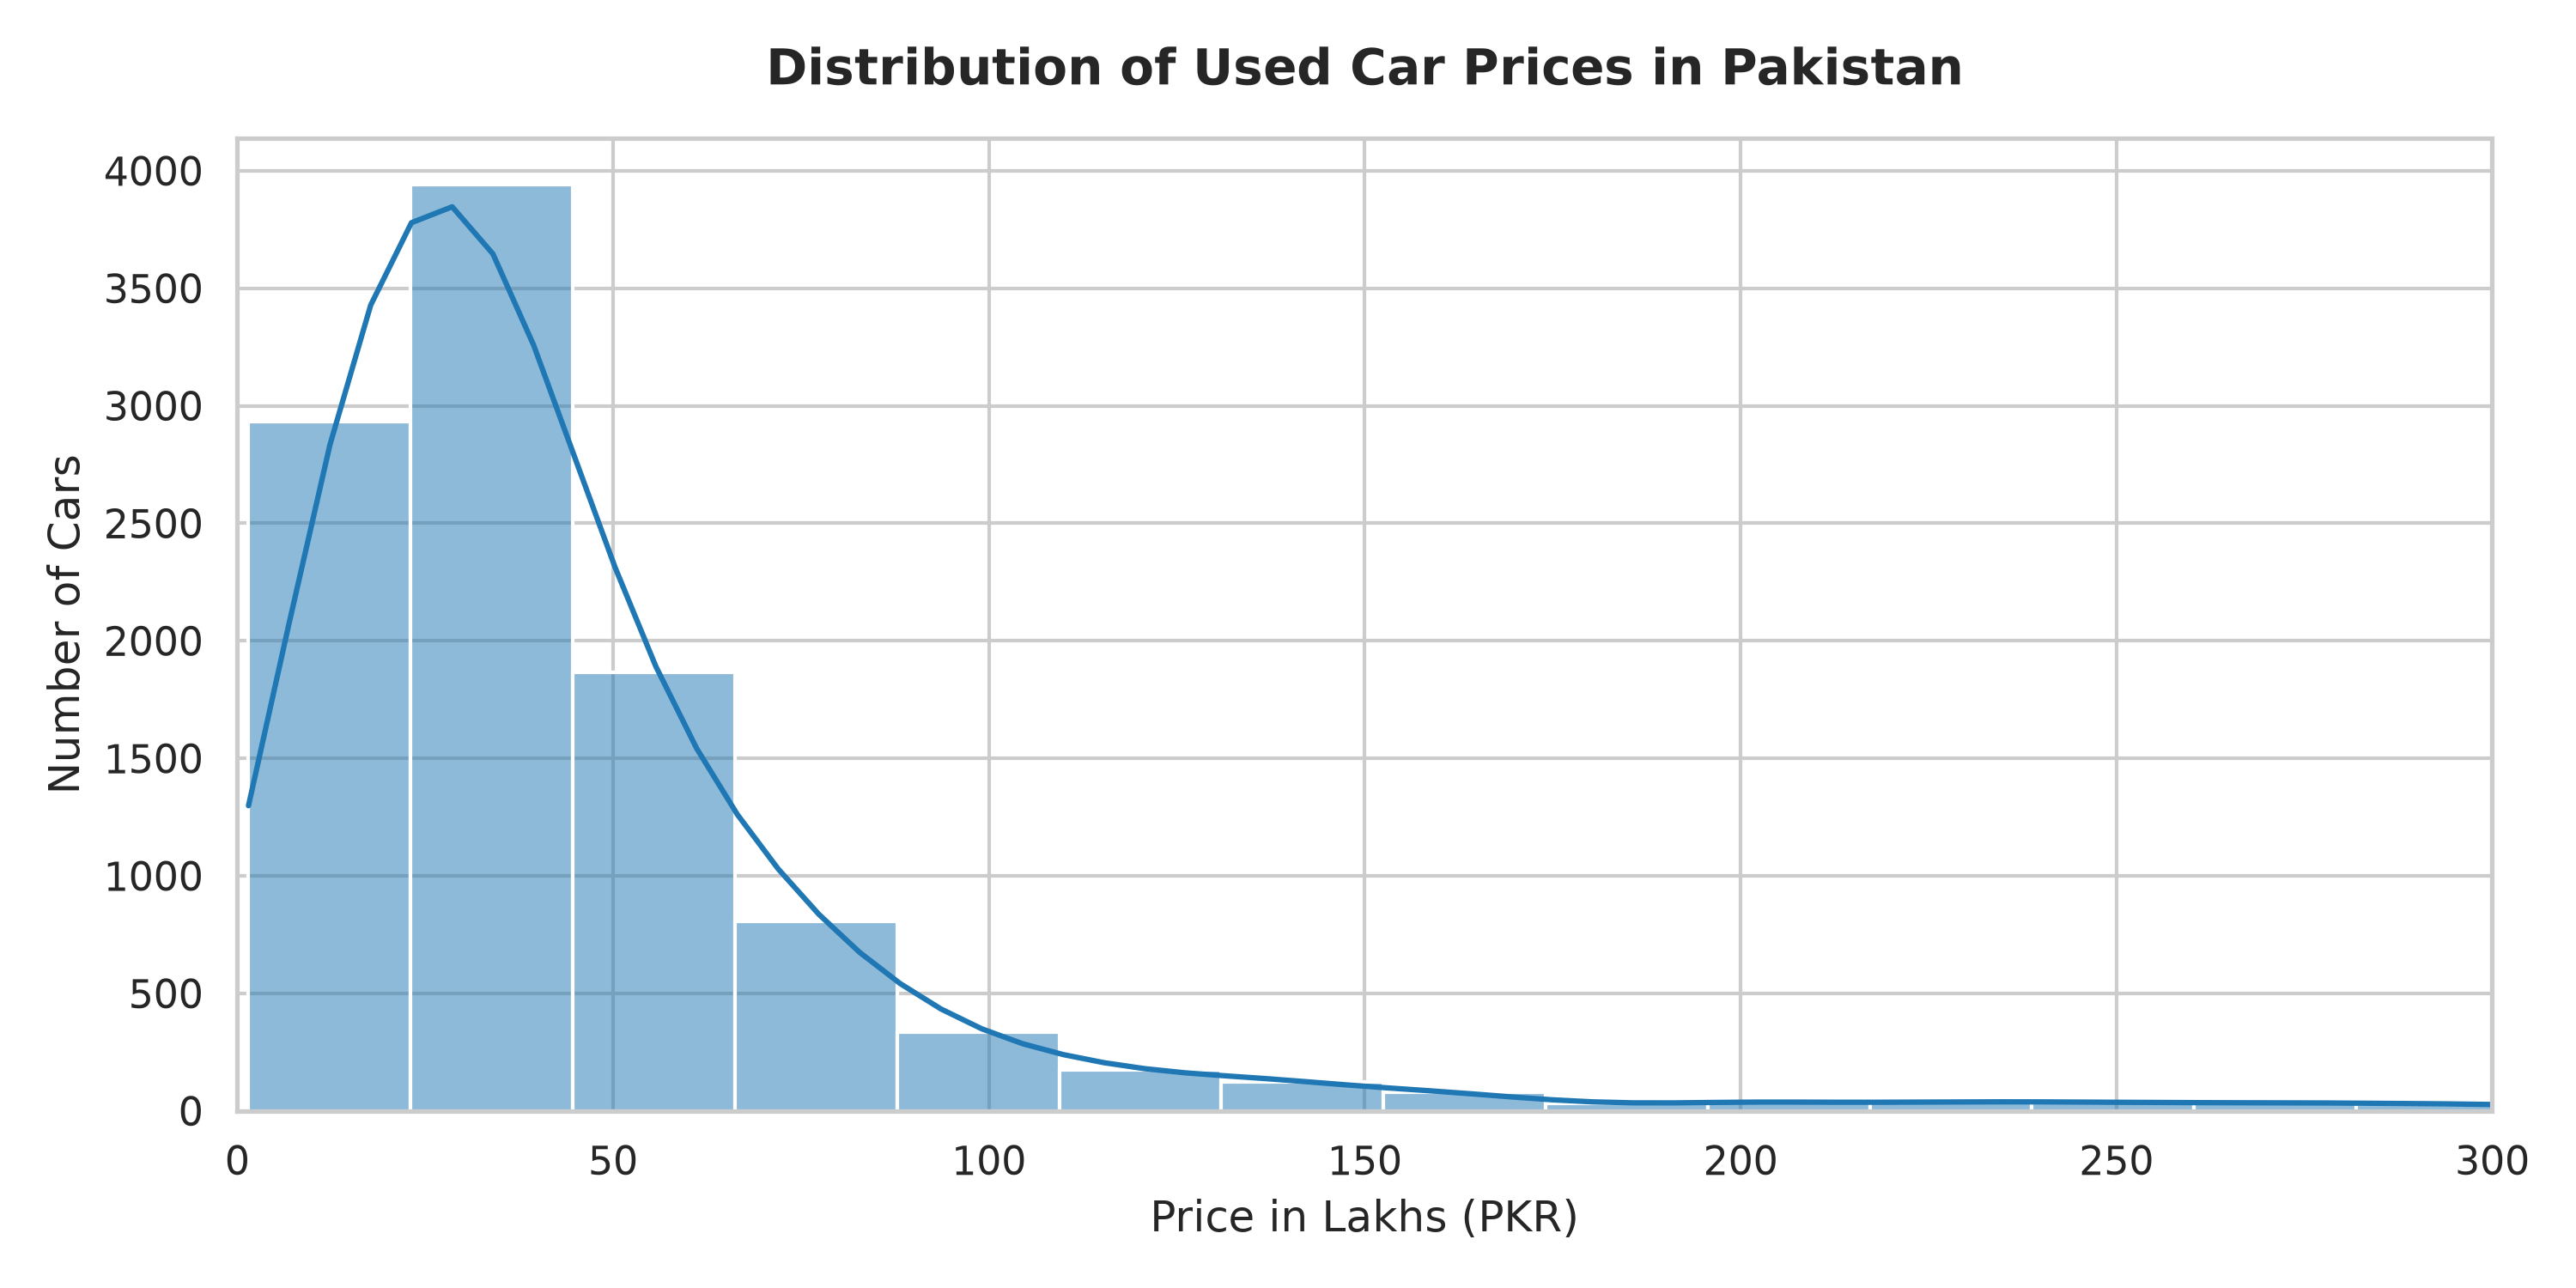 Distribution of Used Car Prices in Pakistan
4000
3500
3000
2500
2000
1500
1000
500
0
Number of Cars
0 50 100 150 200 250 300
Price in Lakhs (PKR)